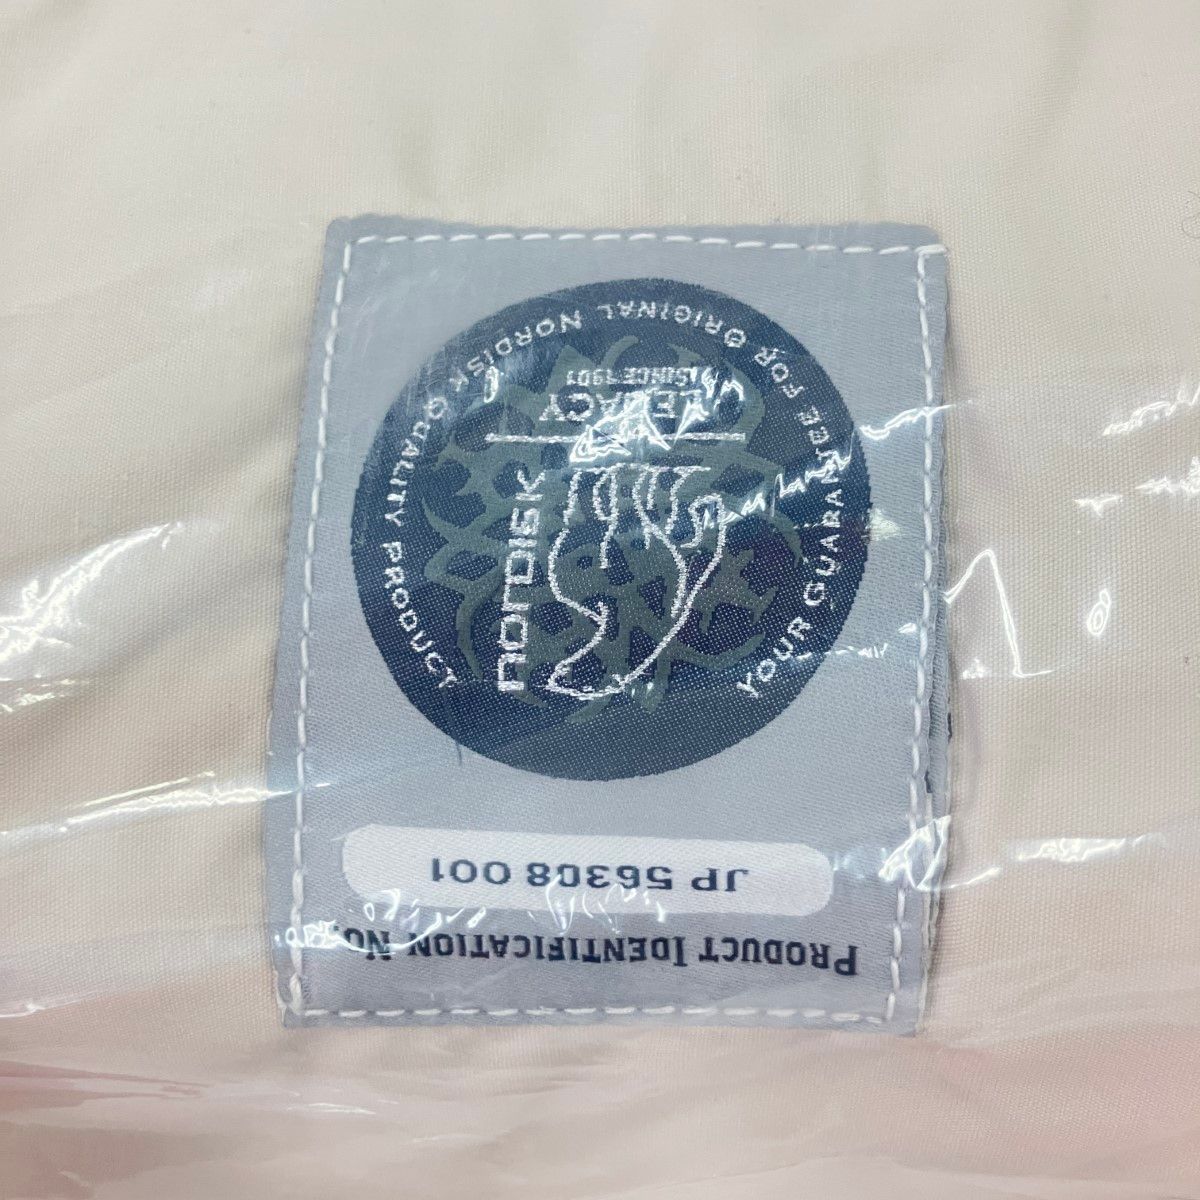 PRODUCT IDENTIFICATION NO.
JP 56308 001
YOUR GUARANTEE FOR ORIGINAL NORDISK QUALITY PRODUCT
NORDISK
LEGACY
SINCE 1901